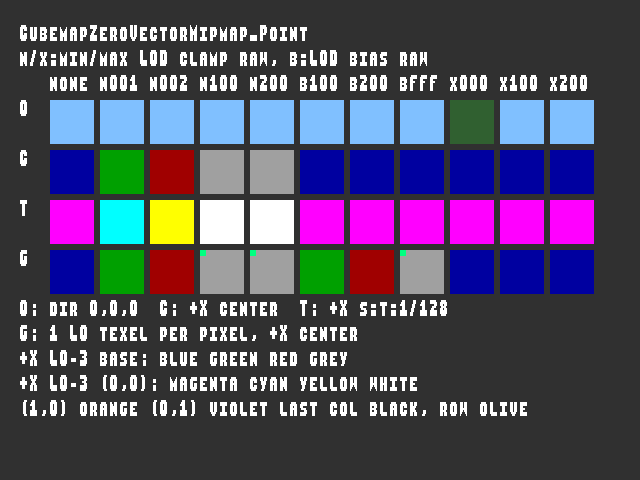 CUBEMAPZEROVECTORMIPMAP_POINT
N/X:MIN/MAX LOD CLAMP RAW, B:LOD BIAS RAW
NONE N001 N002 N100 N200 B100 B200 BFFF X000 X100 X200
0
C
T
G
0: DIR 0,0,0 C: +X CENTER T: +X S:T:1/128
G: 1 L0 TEXEL PER PIXEL, +X CENTER
+X L0-3 BASE: BLUE GREEN RED GREY
+X L0-3 (0,0): MAGENTA CYAN YELLOW WHITE
(1,0) ORANGE (0,1) VIOLET LAST COL BLACK, ROW OLIVE